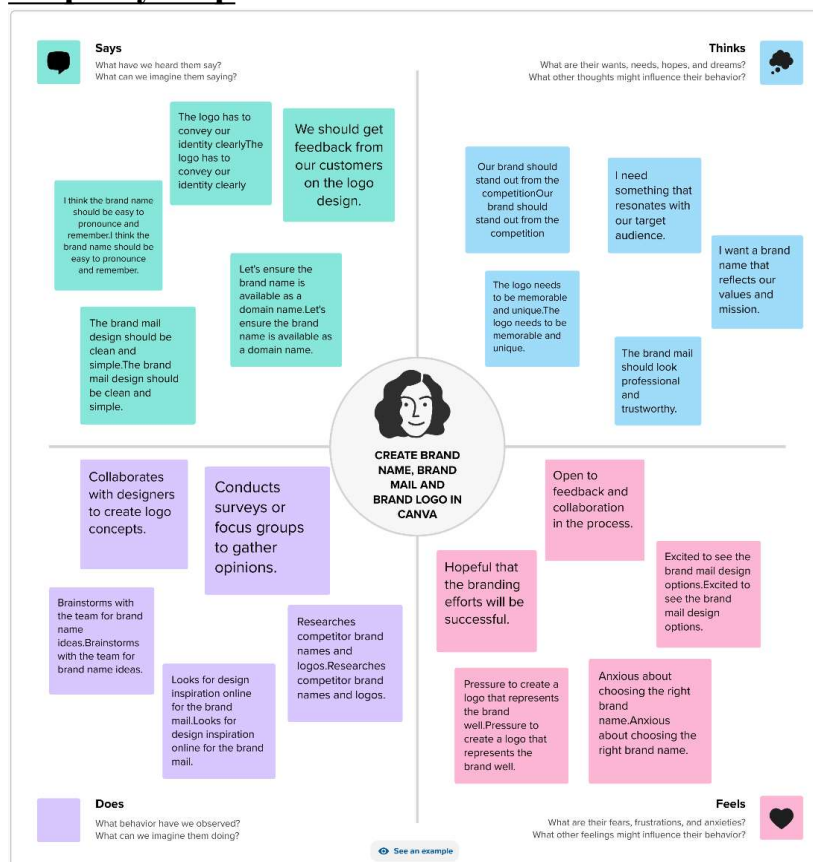 Says
What have we heard them say?
What can we imagine them saying?
Thinks
What are their wants, needs, hopes, and dreams?
What other thoughts might influence their behavior?
The logo has to
convey our
identity clearlyThe
logo has to
convey our
identity clearly
We should get
feedback from
our customers
on the logo
design.
I think the brand name
should be easy to
pronounce and
remember.I think the
brand name should be
easy to pronounce
and remember.
Let's ensure the
brand name is
available as a
domain name.Let's
ensure the brand
name is available as
a domain name.
The brand mail
design should be
clean and
simple.The brand
mail design should
be clean and
simple.
Our brand should
stand out from the
competitionOur
brand should
stand out from the
competition
I need
something that
resonates with
our target
audience.
I want a brand
name that
reflects our
values and
mission.
The logo needs
to be memorable
and unique.The
logo needs to be
memorable and
unique.
The brand mail
should look
professional
and
trustworthy.
CREATE BRAND
NAME, BRAND
MAIL AND
BRAND LOGO IN
CANVA
Collaborates
with designers
to create logo
concepts.
Conducts
surveys or
focus groups
to gather
opinions.
Brainstorms with
the team for brand
name
ideas.Brainstorms
with the team for
brand name ideas.
Looks for design
inspiration online
for the brand
mail.Looks for
design inspiration
online for the brand
mail.
Researches
competitor brand
names and
logos.Researches
competitor brand
names and logos.
Open to
feedback and
collaboration
in the process.
Hopeful that
the branding
efforts will be
successful.
Excited to see the
brand mail design
options.Excited to
see the brand
mail design
options.
Pressure to create a
logo that represents
the brand
well.Pressure to
create a logo that
represents the
brand well.
Anxious about
choosing the right
brand
name.Anxious
about choosing the
right brand name.
Does
What behavior have we observed?
What can we imagine them doing?
Feels
What are their fears, frustrations, and anxieties?
What other feelings might influence their behavior?
See an example